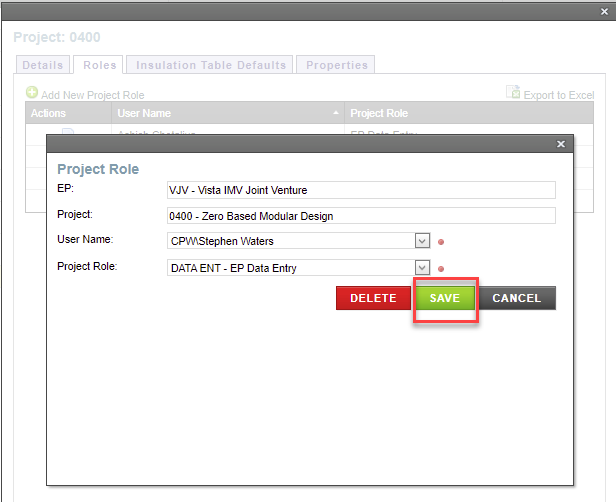 Project: 0400
Details Roles Insulation Table Defaults Properties
Add New Project Role Export to Excel
Actions User Name Project Role
Project Role
EP: VJV - Vista IMV Joint Venture
Project: 0400 - Zero Based Modular Design
User Name: CPW\Stephen Waters
Project Role: DATA ENT - EP Data Entry
DELETE SAVE CANCEL